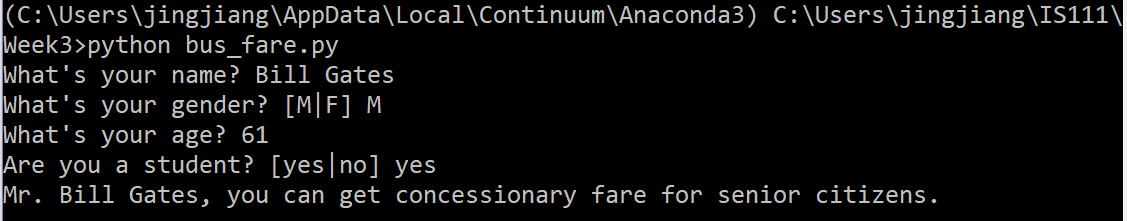 (C:\Users\jingjiang\AppData\Local\Continuum\Anaconda3) C:\Users\jingjiang\IS111\
Week3>python bus_fare.py
What's your name? Bill Gates
What's your gender? [M|F] M
What's your age? 61
Are you a student? [yes|no] yes
Mr. Bill Gates, you can get concessionary fare for senior citizens.